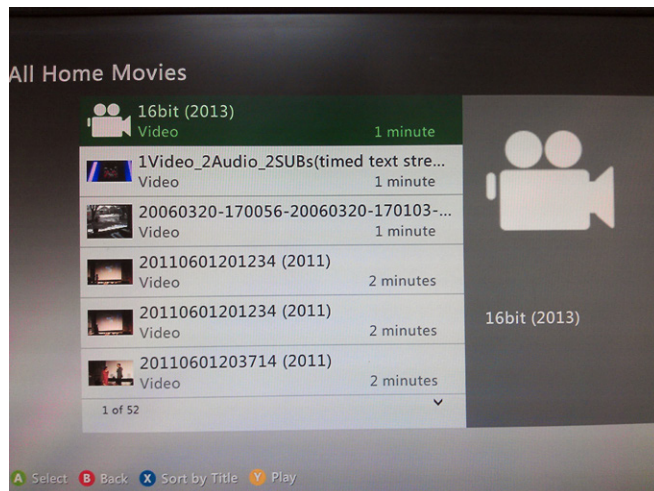 All Home Movies
16bit (2013)
Video 1 minute
1Video_2Audio_2SUBs(timed text stre...
Video 1 minute
20060320-170056-20060320-170103-...
Video 1 minute
20110601201234 (2011)
Video 2 minutes
20110601201234 (2011)
Video 2 minutes
20110601203714 (2011)
Video 2 minutes
1 of 52
16bit (2013)
A Select B Back X Sort by Title Y Play